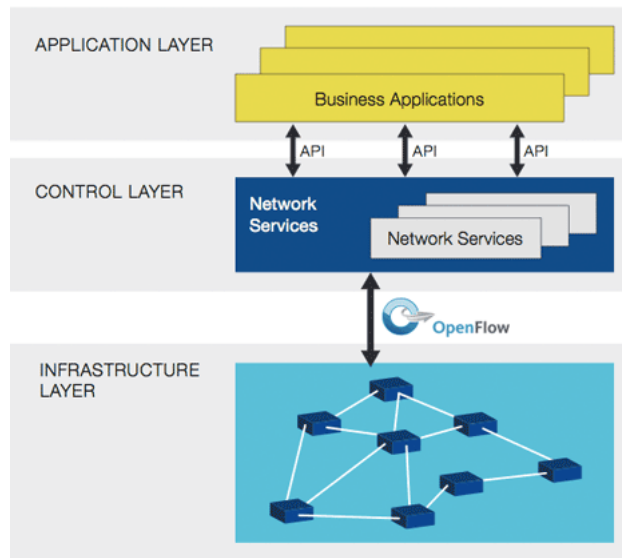 APPLICATION LAYER
Business Applications
API API API
CONTROL LAYER
Network
Services
Network Services
OpenFlow
INFRASTRUCTURE
LAYER